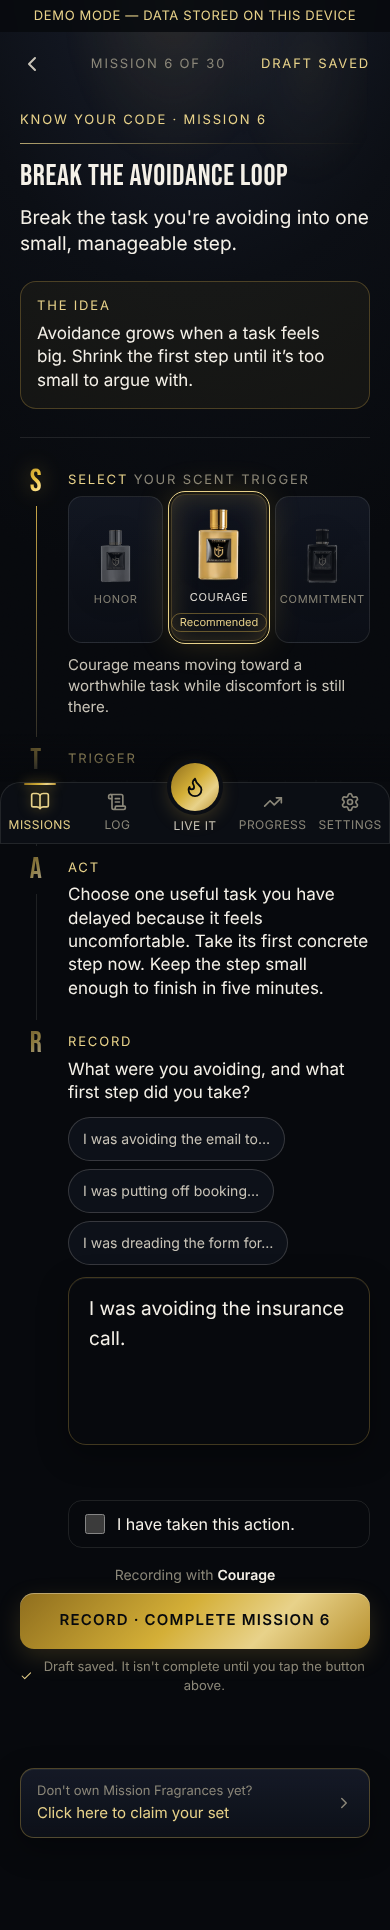 DEMO MODE — DATA STORED ON THIS DEVICE
MISSION 6 OF 30
DRAFT SAVED
KNOW YOUR CODE · MISSION 6
BREAK THE AVOIDANCE LOOP
Break the task you're avoiding into one
small, manageable step.
THE IDEA
Avoidance grows when a task feels
big. Shrink the first step until it’s too
small to argue with.
S
SELECT YOUR SCENT TRIGGER
HONOR
COURAGE
Recommended
COMMITMENT
Courage means moving toward a
worthwhile task while discomfort is still
there.
T
TRIGGER
MISSIONS
LOG
LIVE IT
PROGRESS
SETTINGS
A
ACT
Choose one useful task you have
delayed because it feels
uncomfortable. Take its first concrete
step now. Keep the step small
enough to finish in five minutes.
R
RECORD
What were you avoiding, and what
first step did you take?
I was avoiding the email to...
I was putting off booking...
I was dreading the form for...
I was avoiding the insurance
call.
I have taken this action.
Recording with Courage
RECORD · COMPLETE MISSION 6
Draft saved. It isn't complete until you tap the button
above.
Don't own Mission Fragrances yet?
Click here to claim your set